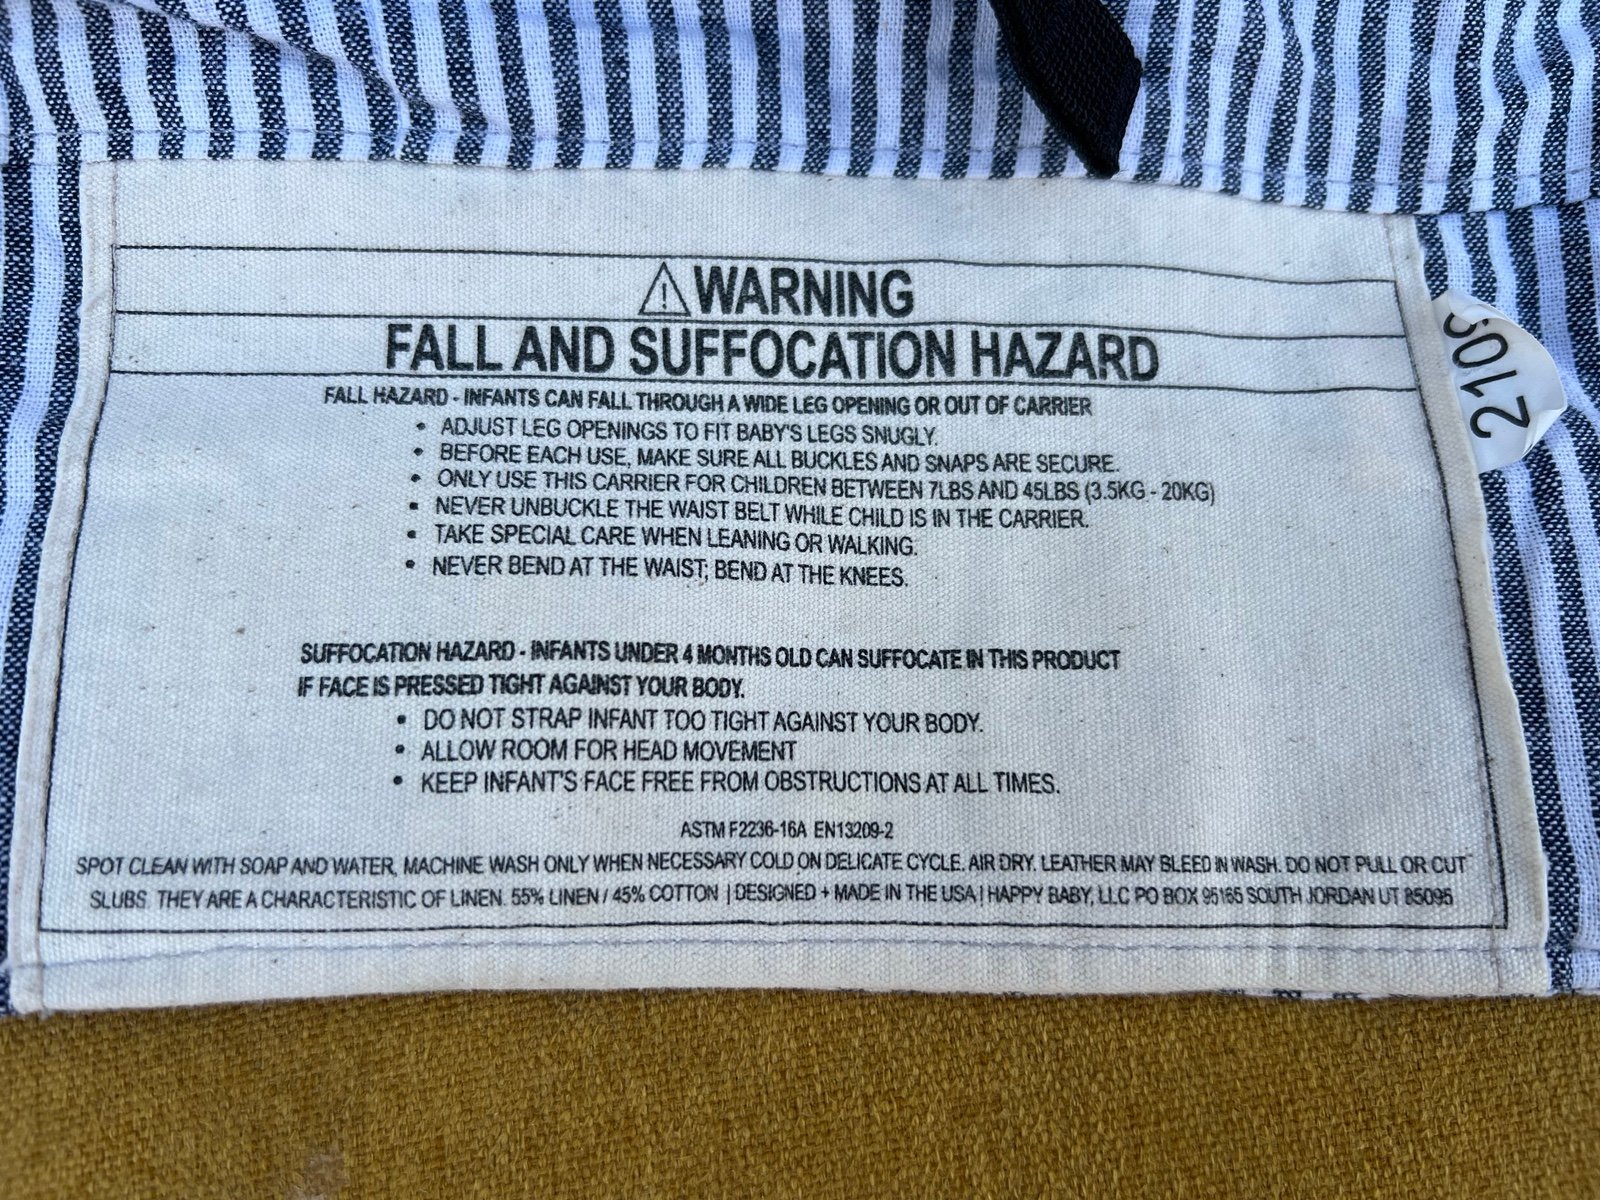 WARNING
FALL AND SUFFOCATION HAZARD
FALL HAZARD - INFANTS CAN FALL THROUGH A WIDE LEG OPENING OR OUT OF CARRIER
• ADJUST LEG OPENINGS TO FIT BABY'S LEGS SNUGLY.
• BEFORE EACH USE, MAKE SURE ALL BUCKLES AND SNAPS ARE SECURE.
• ONLY USE THIS CARRIER FOR CHILDREN BETWEEN 7LBS AND 45LBS (3.5KG - 20KG)
• NEVER UNBUCKLE THE WAIST BELT WHILE CHILD IS IN THE CARRIER.
• TAKE SPECIAL CARE WHEN LEANING OR WALKING.
• NEVER BEND AT THE WAIST; BEND AT THE KNEES.
SUFFOCATION HAZARD - INFANTS UNDER 4 MONTHS OLD CAN SUFFOCATE IN THIS PRODUCT
IF FACE IS PRESSED TIGHT AGAINST YOUR BODY.
• DO NOT STRAP INFANT TOO TIGHT AGAINST YOUR BODY.
• ALLOW ROOM FOR HEAD MOVEMENT
• KEEP INFANT'S FACE FREE FROM OBSTRUCTIONS AT ALL TIMES.
ASTM F2236-16A EN13209-2
SPOT CLEAN WITH SOAP AND WATER, MACHINE WASH ONLY WHEN NECESSARY COLD ON DELICATE CYCLE. AIR DRY. LEATHER MAY BLEED IN WASH. DO NOT PULL OR CUT
SLUBS. THEY ARE A CHARACTERISTIC OF LINEN. 55% LINEN / 45% COTTON | DESIGNED + MADE IN THE USA | HAPPY BABY, LLC PO BOX 95165 SOUTH JORDAN UT 85095